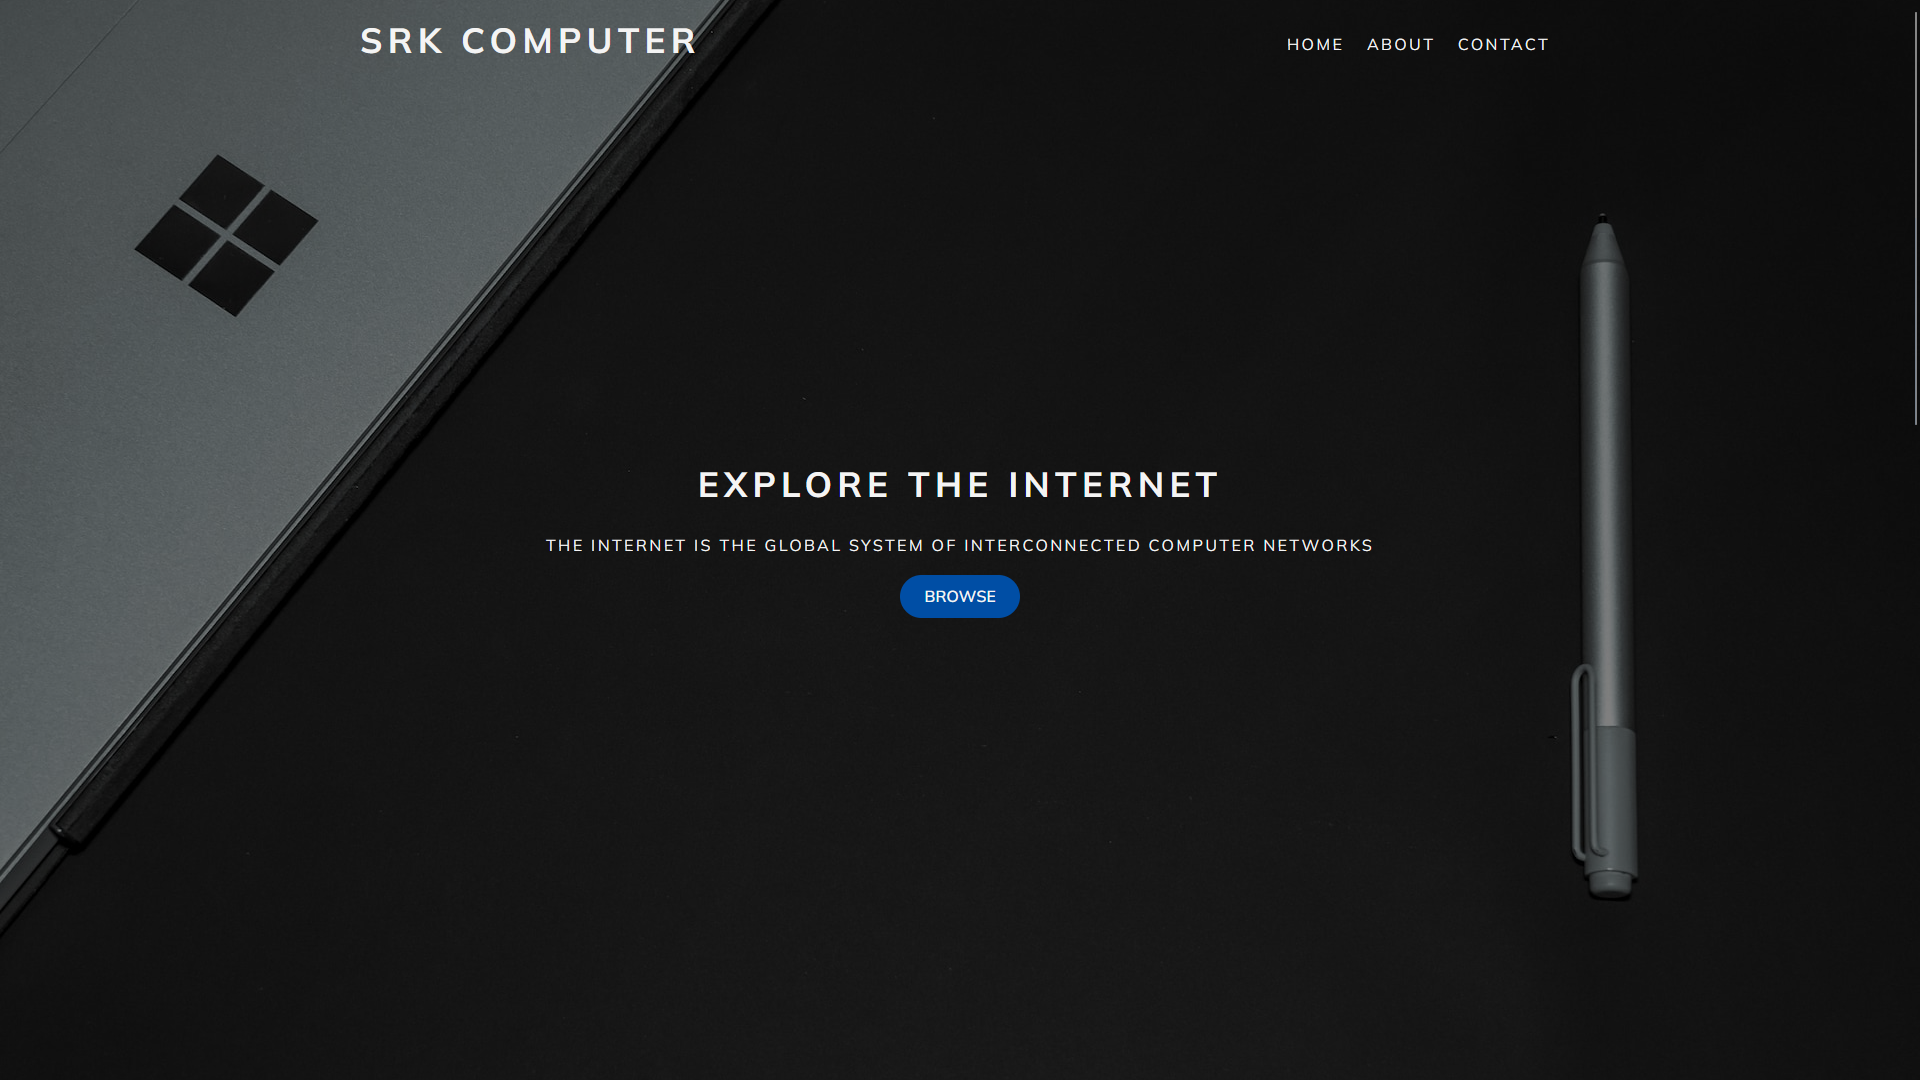 SRK COMPUTER
HOME ABOUT CONTACT
EXPLORE THE INTERNET
THE INTERNET IS THE GLOBAL SYSTEM OF INTERCONNECTED COMPUTER NETWORKS
BROWSE